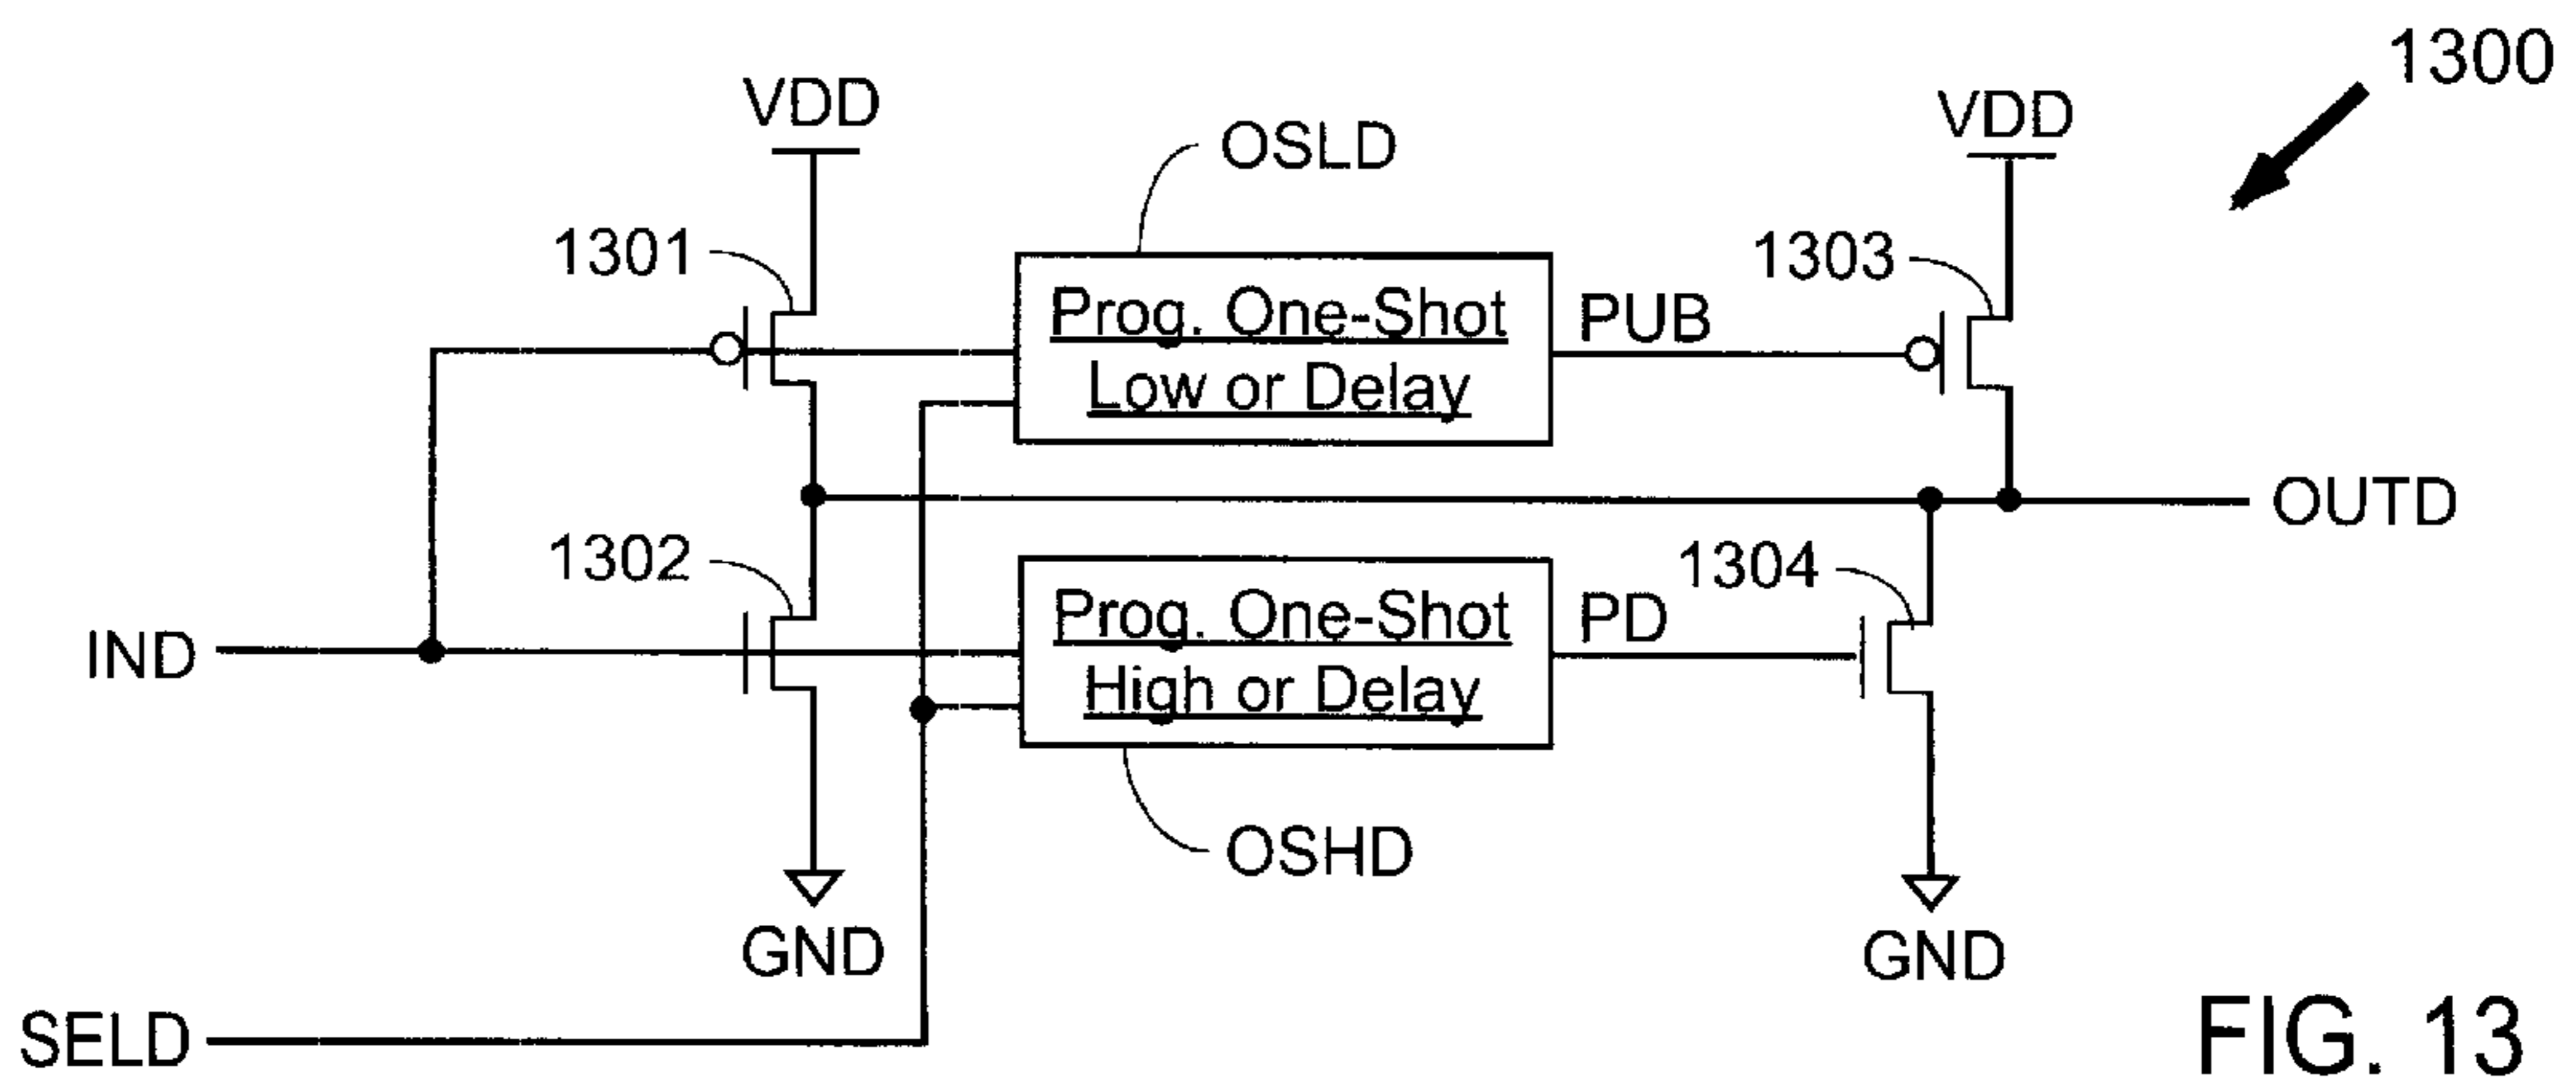 1300
VDD
VDD
OSLD
1301
1303
Prog. One-Shot
Low or Delay
PUB
OUTD
1302
1304
Prog. One-Shot
High or Delay
PD
IND
OSHD
GND
GND
SELD
FIG. 13